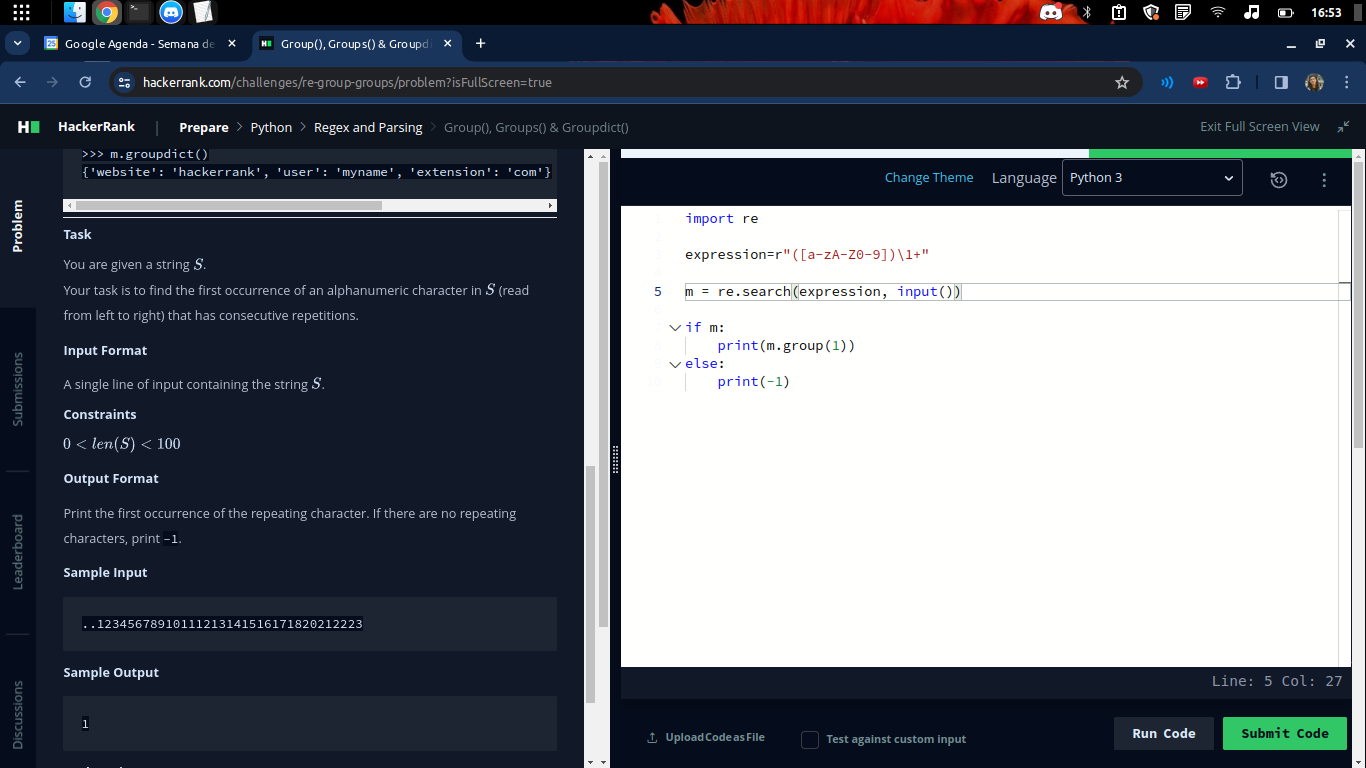 16:53
Google Agenda - Semana de
Group(), Groups() & Groupdi
hackerrank.com/challenges/re-group-groups/problem?isFullScreen=true
HackerRank | Prepare > Python > Regex and Parsing > Group(), Groups() & Groupdict()
Exit Full Screen View
Problem
Submissions
Leaderboard
Discussions
>>> m.groupdict()
{'website': 'hackerrank', 'user': 'myname', 'extension': 'com'}
Task
You are given a string S.
Your task is to find the first occurrence of an alphanumeric character in S (read
from left to right) that has consecutive repetitions.
Input Format
A single line of input containing the string S.
Constraints
0 < len(S) < 100
Output Format
Print the first occurrence of the repeating character. If there are no repeating
characters, print -1.
Sample Input
..12345678910111213141516171820212223
Sample Output
1
Change Theme Language Python 3
import re
expression=r"([a-zA-Z0-9])\1+"
5 m = re.search(expression, input())
if m:
print(m.group(1))
else:
print(-1)
Line: 5 Col: 27
Upload Code as File
Test against custom input
Run Code
Submit Code